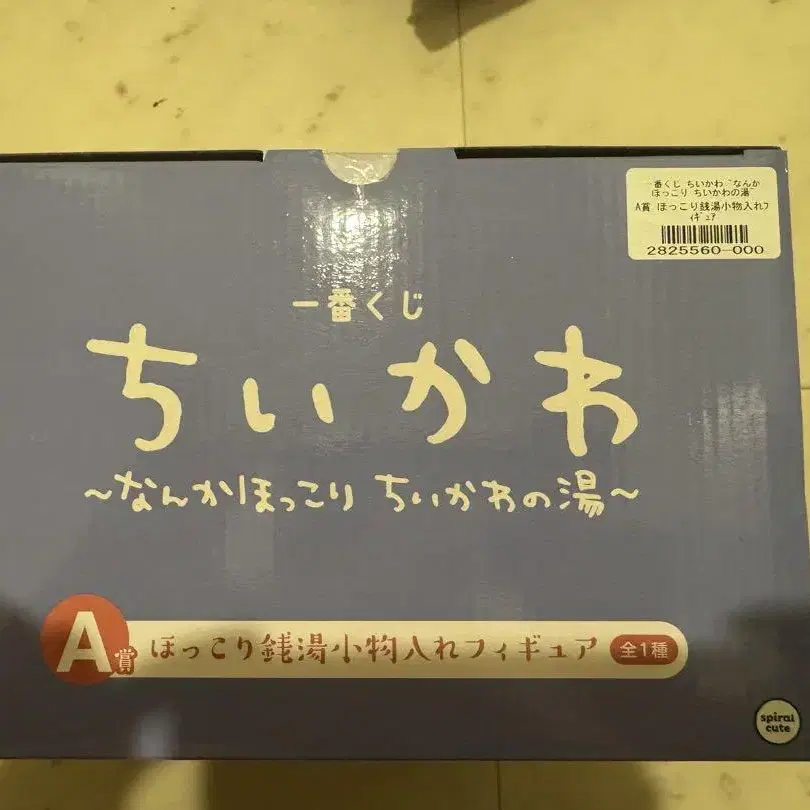 一番くじ ちいかわ~なんか
ほっこり ちいかわの湯~
A賞 ほっこり銭湯小物入れフ
ィギュア
2825560-000
一番くじ
ちいかわ
~なんかほっこり ちいかわの湯~
A賞 ほっこり銭湯小物入れフィギュア 全1種
spiral
cute